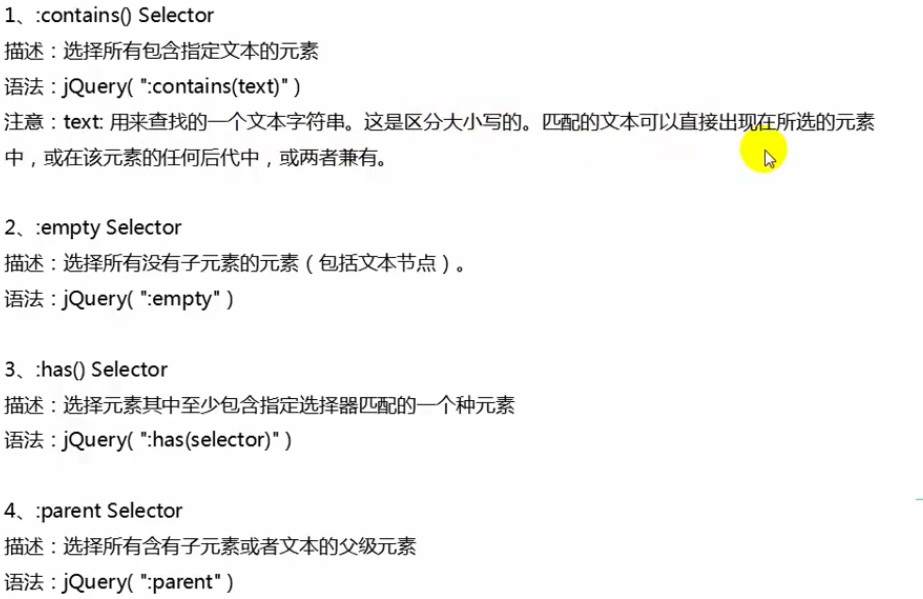 1、:contains() Selector
描述：选择所有包含指定文本的元素
语法：jQuery( ":contains(text)" )
注意：text: 用来查找的一个文本字符串。这是区分大小写的。匹配的文本可以直接出现在所选的元素
中，或在该元素的任何后代中，或两者兼有。
2、:empty Selector
描述：选择所有没有子元素的元素（包括文本节点）。
语法：jQuery( ":empty" )
3、:has() Selector
描述：选择元素其中至少包含指定选择器匹配的一个种元素
语法：jQuery( ":has(selector)" )
4、:parent Selector
描述：选择所有含有子元素或者文本的父级元素
语法：jQuery( ":parent" )